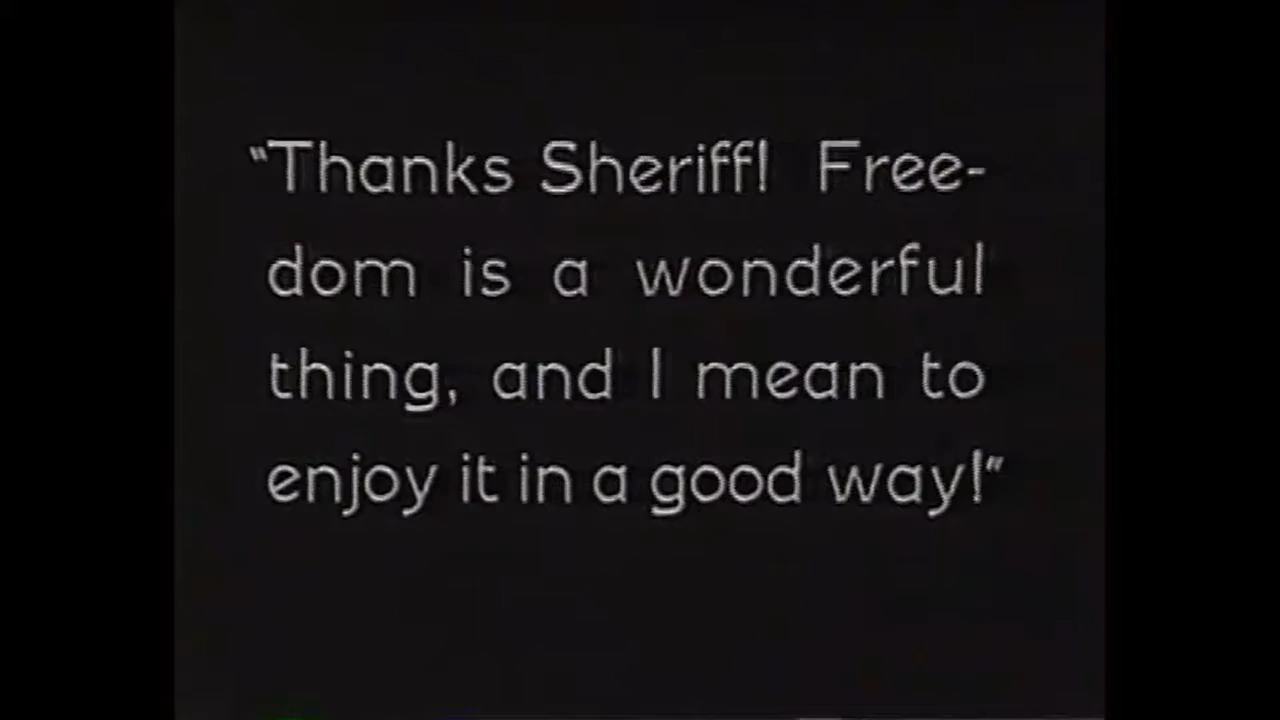 "Thanks Sheriff! Free-
dom is a wonderful
thing, and I mean to
enjoy it in a good way!"